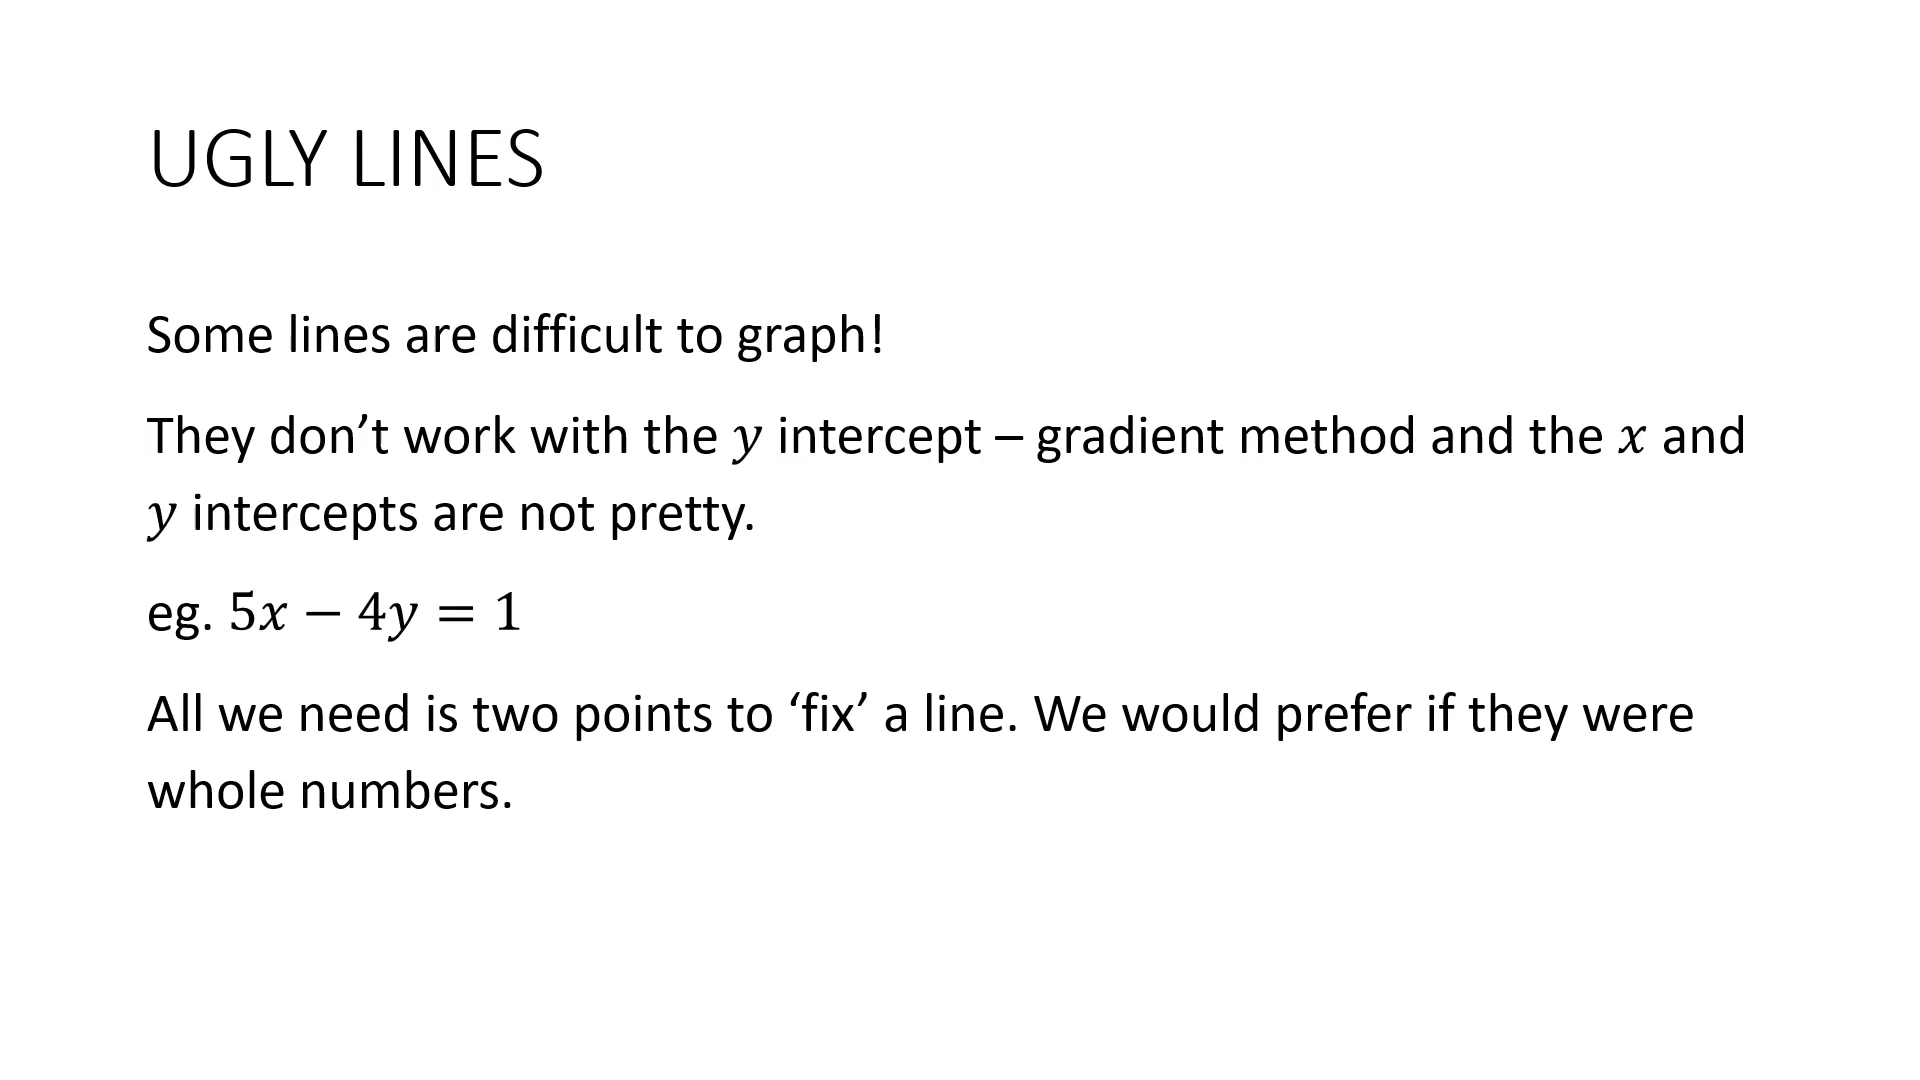 UGLY LINES
Some lines are difficult to graph!
They don’t work with the 𝑦 intercept – gradient method and the 𝑥 and
𝑦 intercepts are not pretty.
eg. 5𝑥 − 4𝑦 = 1
All we need is two points to ‘fix’ a line. We would prefer if they were
whole numbers.